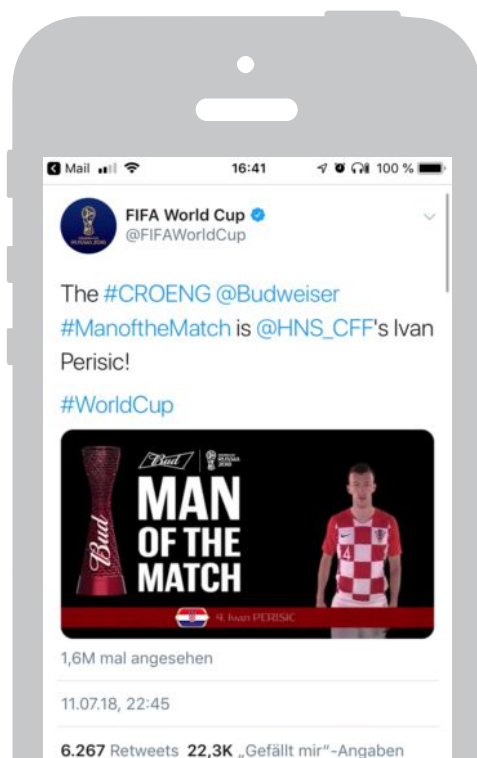 Mail 16:41 100 %
FIFA World Cup
@FIFAWorldCup
The #CROENG @Budweiser
#ManoftheMatch is @HNS_CFF's Ivan
Perisic!
#WorldCup
Bud
Bud
MAN
OF THE
MATCH
4
9. Ivan PERISIC
1,6M mal angesehen
11.07.18, 22:45
6.267 Retweets 22,3K „Gefällt mir“-Angaben